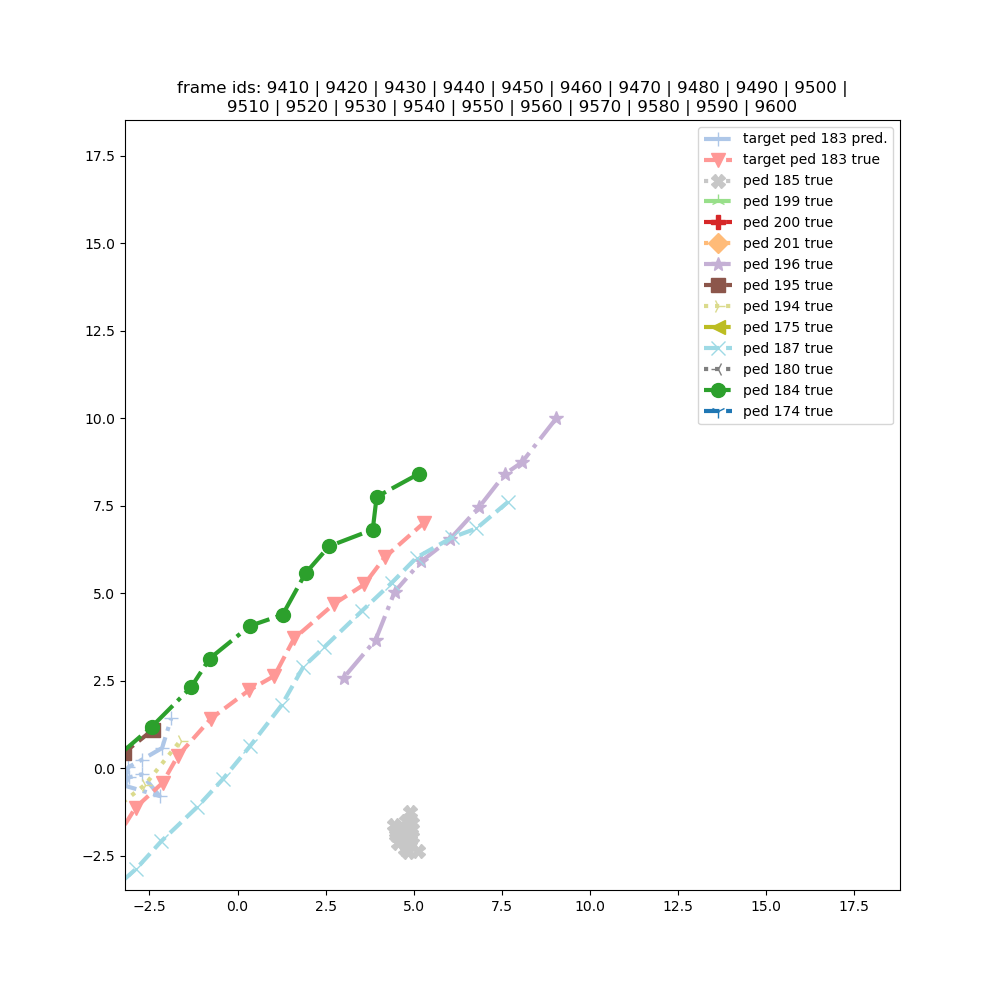 frame ids: 9410 | 9420 | 9430 | 9440 | 9450 | 9460 | 9470 | 9480 | 9490 | 9500 |
9510 | 9520 | 9530 | 9540 | 9550 | 9560 | 9570 | 9580 | 9590 | 9600
target ped 183 pred.
target ped 183 true
ped 185 true
ped 199 true
ped 200 true
ped 201 true
ped 196 true
ped 195 true
ped 194 true
ped 175 true
ped 187 true
ped 180 true
ped 184 true
ped 174 true
17.5
15.0
12.5
10.0
7.5
5.0
2.5
0.0
−2.5
−2.5 0.0 2.5 5.0 7.5 10.0 12.5 15.0 17.5